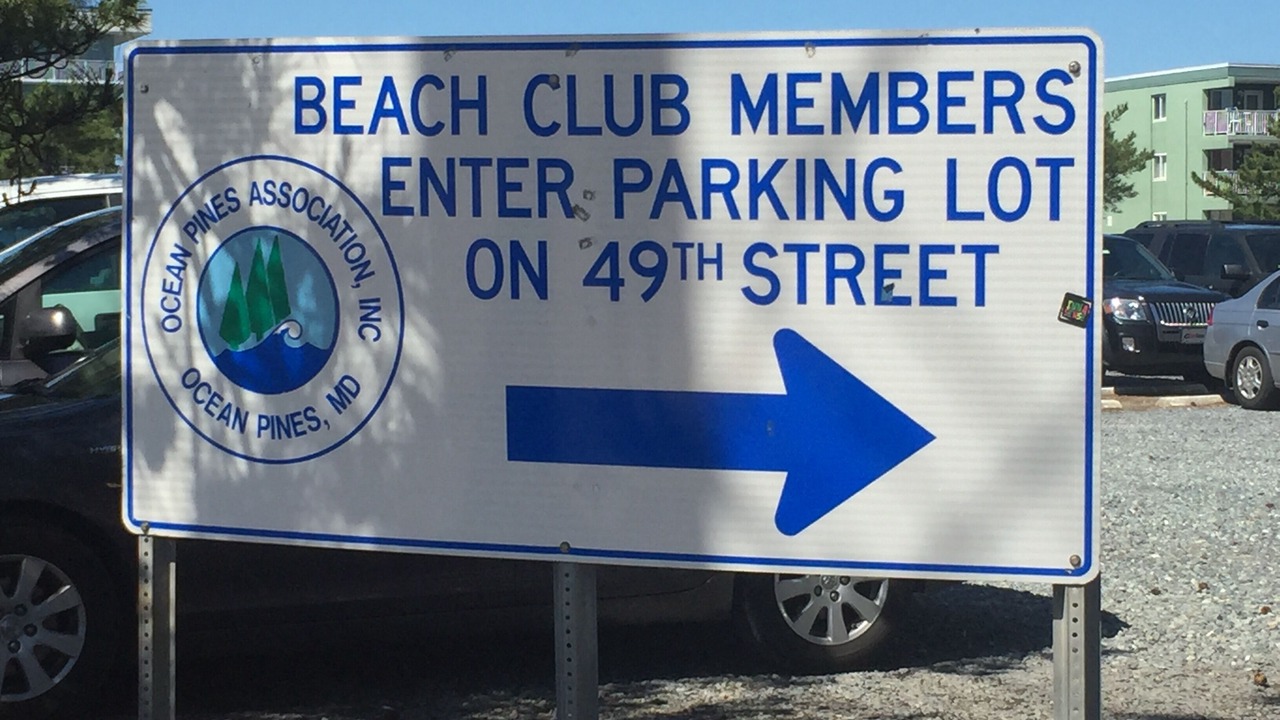 BEACH CLUB MEMBERS
ENTER PARKING LOT
ON 49TH STREET
OCEAN PINES ASSOCIATION, INC
OCEAN PINES, MD